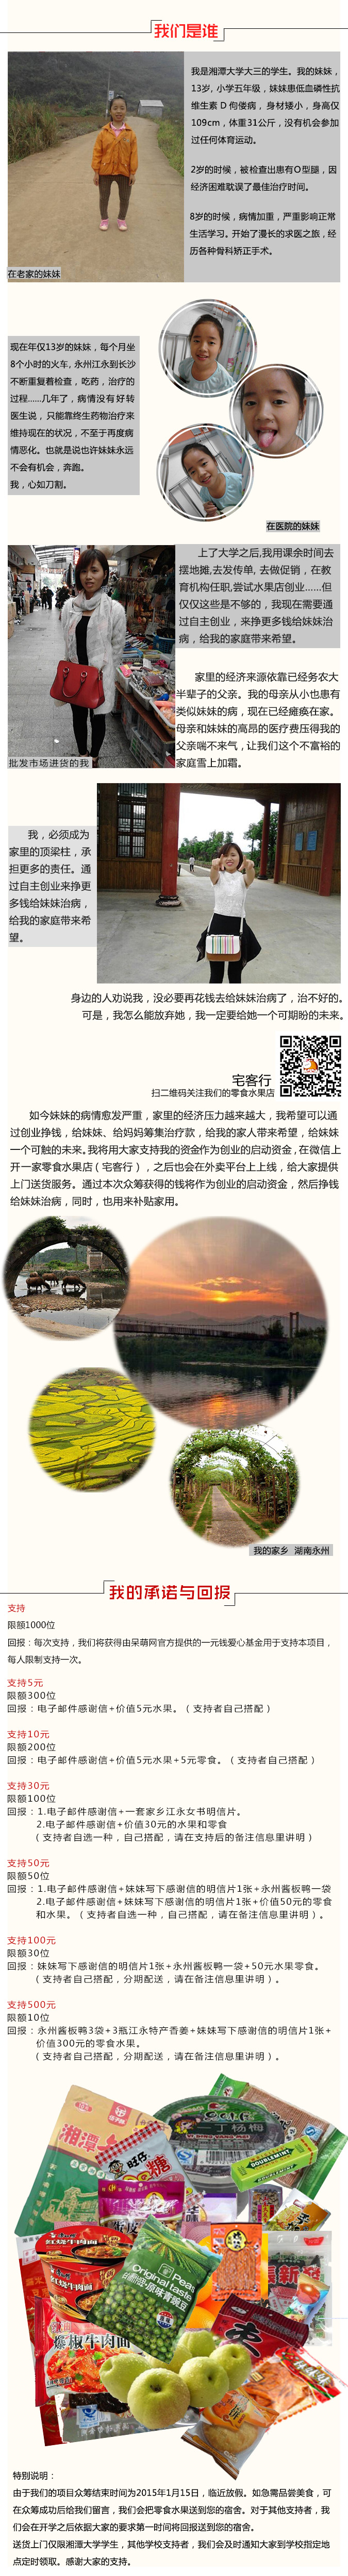 我们是谁
我是湘潭大学大三的学生。我的妹妹，
13岁，小学五年级，妹妹患低血磷性抗
维生素 D 佝偻病，身材矮小，身高仅
109cm，体重31公斤，没有机会参加
过任何体育运动。
2岁的时候，被检查出患有O型腿，因
经济困难耽误了最佳治疗时间。
8岁的时候，病情加重，严重影响正常
生活学习。开始了漫长的求医之旅，经
历各种骨科矫正手术。
在老家的妹妹
现在年仅13岁的妹妹，每个月坐
8个小时的火车, 永州江永到长沙
不断重复着检查，吃药，治疗的
过程......几年了，病情没有好转
医生说，只能靠终生药物治疗来
维持现在的状况，不至于再度病
情恶化。也就是说也许妹妹永远
不会有机会，奔跑。
我，心如刀割。
在医院的妹妹
上了大学之后,我用课余时间去
摆地摊,去发传单, 去做促销，在教
育机构任职,尝试水果店创业......但
仅仅这些是不够的，我现在需要通
过自主创业，来挣更多钱给妹妹治
病，给我的家庭带来希望。
家里的经济来源依靠已经务农大
半辈子的父亲。我的母亲从小也患有
类似妹妹的病，现在已经瘫痪在家。
母亲和妹妹的高昂的医疗费压得我的
父亲喘不来气，让我们这个不富裕的
家庭雪上加霜。
批发市场进货的我
我，必须成为
家里的顶梁柱，承
担更多的责任。通
过自主创业来挣更
多钱给妹妹治病，
给我的家庭带来希
望。
身边的人劝说我，没必要再花钱去给妹妹治病了，治不好的。
可是，我怎么能放弃她，我一定要给她一个可期盼的未来。
宅客行
扫二维码关注我们的零食水果店
如今妹妹的病情愈发严重，家里的经济压力越来越大，我希望可以通
过创业挣钱，给妹妹、给妈妈筹集治疗款，给我的家人带来希望，给妹妹
一个可触的未来。我将用大家支持我的资金作为创业的启动资金，在微信上
开一家零食水果店（宅客行），之后也会在外卖平台上上线，给大家提供
上门送货服务。通过本次众筹获得的钱将作为创业的启动资金，然后挣钱
给妹妹治病，同时，也用来补贴家用。
我的家乡 湖南永州
我的承诺与回报
支持
限额1000位
回报：每次支持，我们将获得由呆萌网官方提供的一元钱爱心基金用于支持本项目，
每人限制支持一次。
支持5元
限额300位
回报：电子邮件感谢信+价值5元水果。（支持者自己搭配）
支持10元
限额200位
回报：电子邮件感谢信+价值5元水果+5元零食。（支持者自己搭配）
支持30元
限额100位
回报：1.电子邮件感谢信+一套家乡江永女书明信片。
2.电子邮件感谢信+价值30元的水果和零食
（支持者自选一种，自己搭配，请在支持后的备注信息里讲明）
支持50元
限额50位
回报：1.电子邮件感谢信+妹妹写下感谢信的明信片1张+永州酱板鸭一袋
2.电子邮件感谢信+妹妹写下感谢信的明信片1张+价值50元的零食
和水果。（支持者自选一种，自己搭配，请在备注信息里讲明）。
支持100元
限额30位
回报：妹妹写下感谢信的明信片1张+永州酱板鸭一袋+50元水果零食。
（支持者自己搭配，分期配送，请在备注信息里讲明）。
支持500元
限额10位
回报：永州酱板鸭3袋+3瓶江永特产香姜+妹妹写下感谢信的明信片1张+
价值300元的零食水果。
（支持者自己搭配，分期配送，请在备注信息里讲明）。
湘潭
旺仔
糖
丁杨梅
DOUBLEMINT
Original taste
Peas
原味青豌豆
红烧牛肉面
爆椒牛肉面
特别说明：
由于我们的项目众筹结束时间为2015年1月15日，临近放假。如急需品尝美食，可
在众筹成功后给我们留言，我们会把零食水果送到您的宿舍。对于其他支持者，我
们会在开学之后依据大家的要求第一时间将回报送到您的宿舍。
送货上门仅限湘潭大学学生，其他学校支持者，我们会及时通知大家到学校指定地
点定时领取。感谢大家的支持。